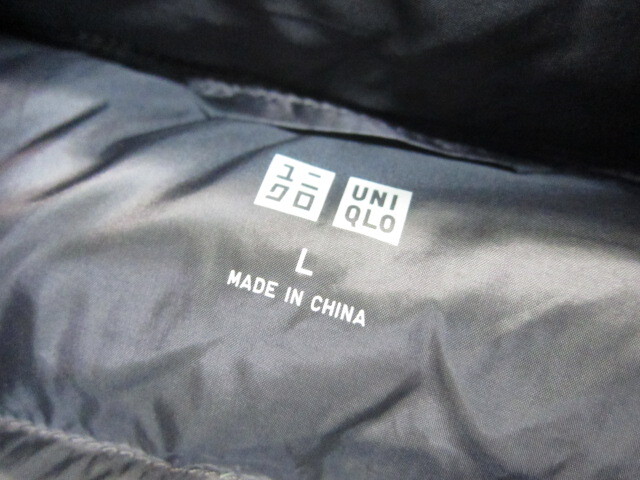 ユニ UNI
クロ QLO
L
MADE IN CHINA